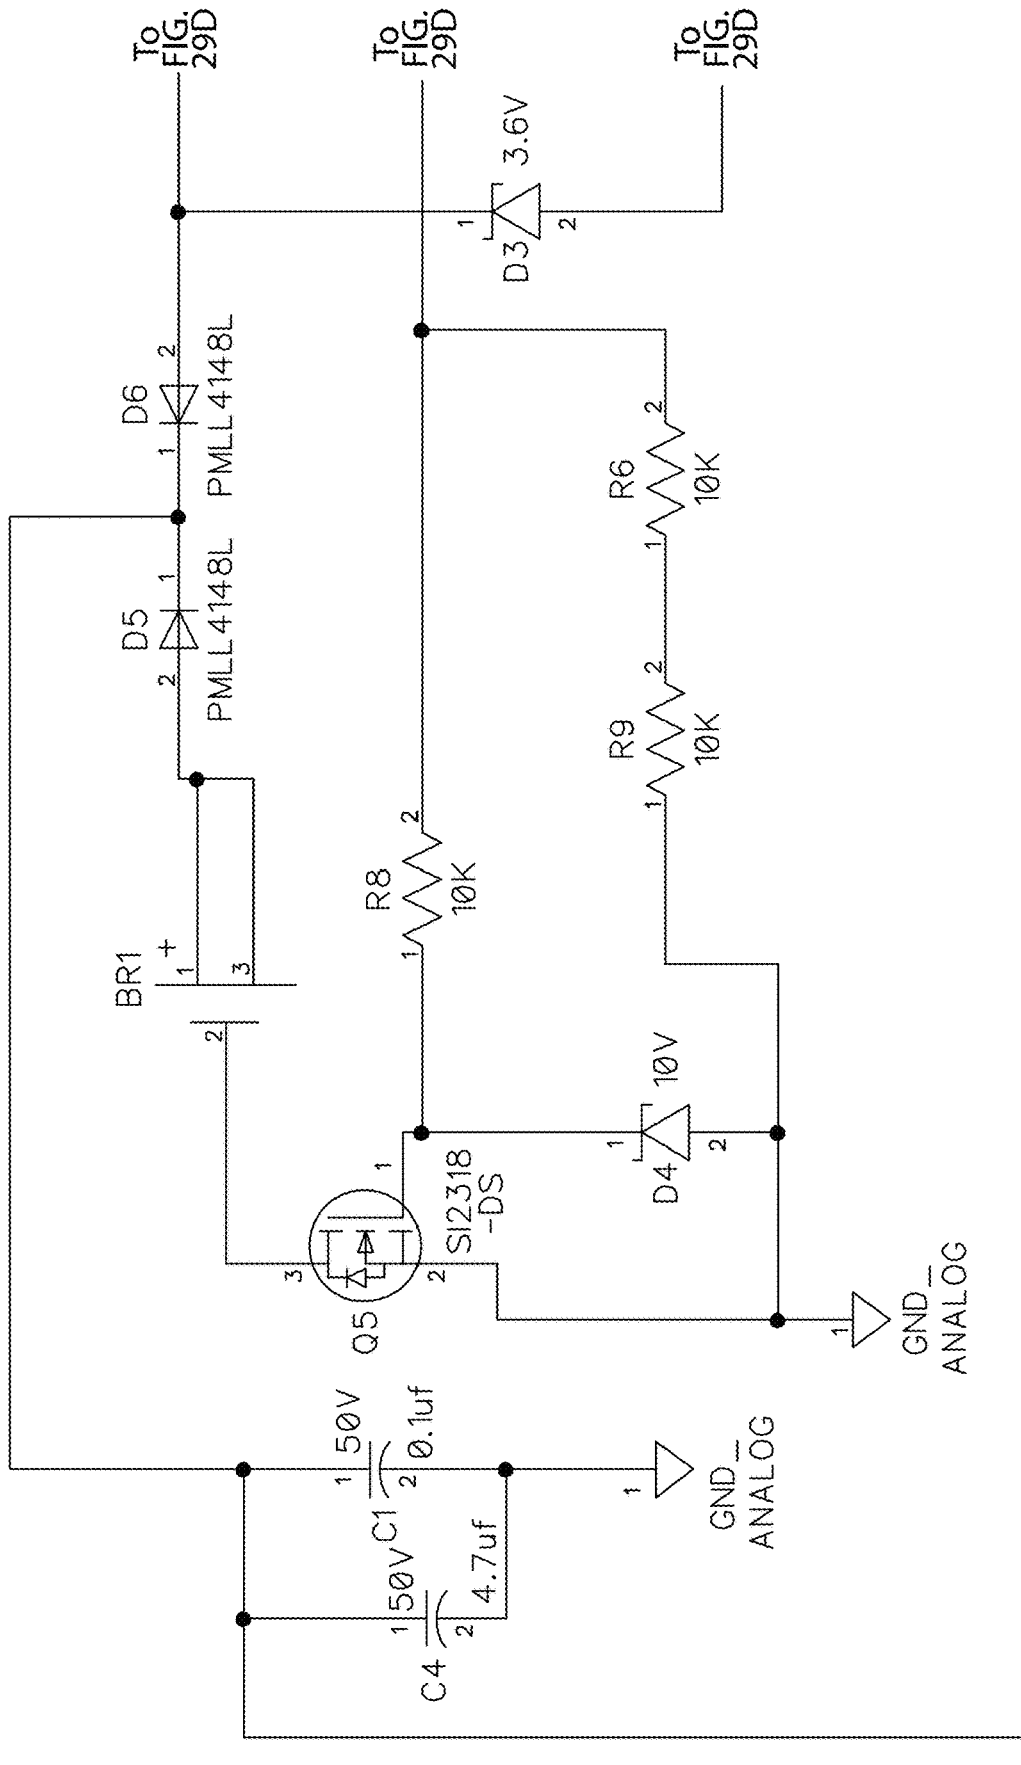 To
FIG.
29D
To
FIG.
29D
To
FIG.
29D
3.6V
1
2
D3
2
D6
1
PMLL4148L
1
D5
2
PMLL4148L
2
R6
10K
1
2
R9
10K
1
2
R8
10K
1
BR1
+
1
3
2
10V
1
2
D4
1
SI2318
-DS
3
2
Q5
1
GND_
ANALOG
50V
1
2
0.1uf
C1
1
GND_
ANALOG
50V
1
2
4.7uf
C4